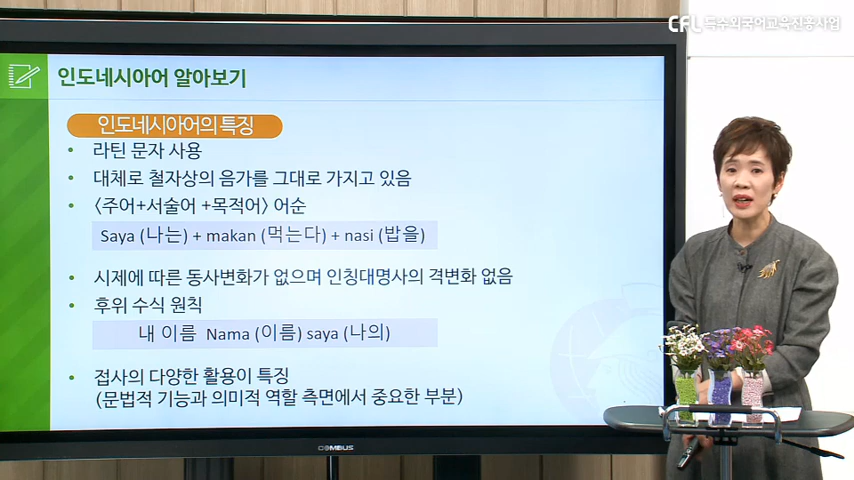 CFL 특수외국어교육진흥사업
인도네시아어 알아보기
인도네시아어의 특징
• 라틴 문자 사용
• 대체로 철자상의 음가를 그대로 가지고 있음
• 〈주어+서술어 +목적어〉 어순
Saya (나는) + makan (먹는다) + nasi (밥을)
• 시제에 따른 동사변화가 없으며 인칭대명사의 격변화 없음
• 후위 수식 원칙
내 이름 Nama (이름) saya (나의)
• 접사의 다양한 활용이 특징
(문법적 기능과 의미적 역할 측면에서 중요한 부분)
COMBUS